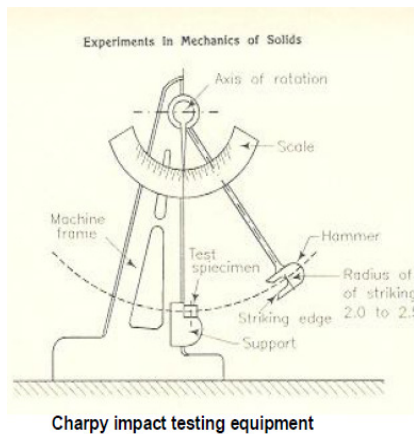 Experiments in Mechanics of Solids
Axis of rotation
Scale
Machine
frame
Hammer
Test
spiecimen
Radius of
of striking
Striking edge
2.0 to 2.
Support
Charpy impact testing equipment